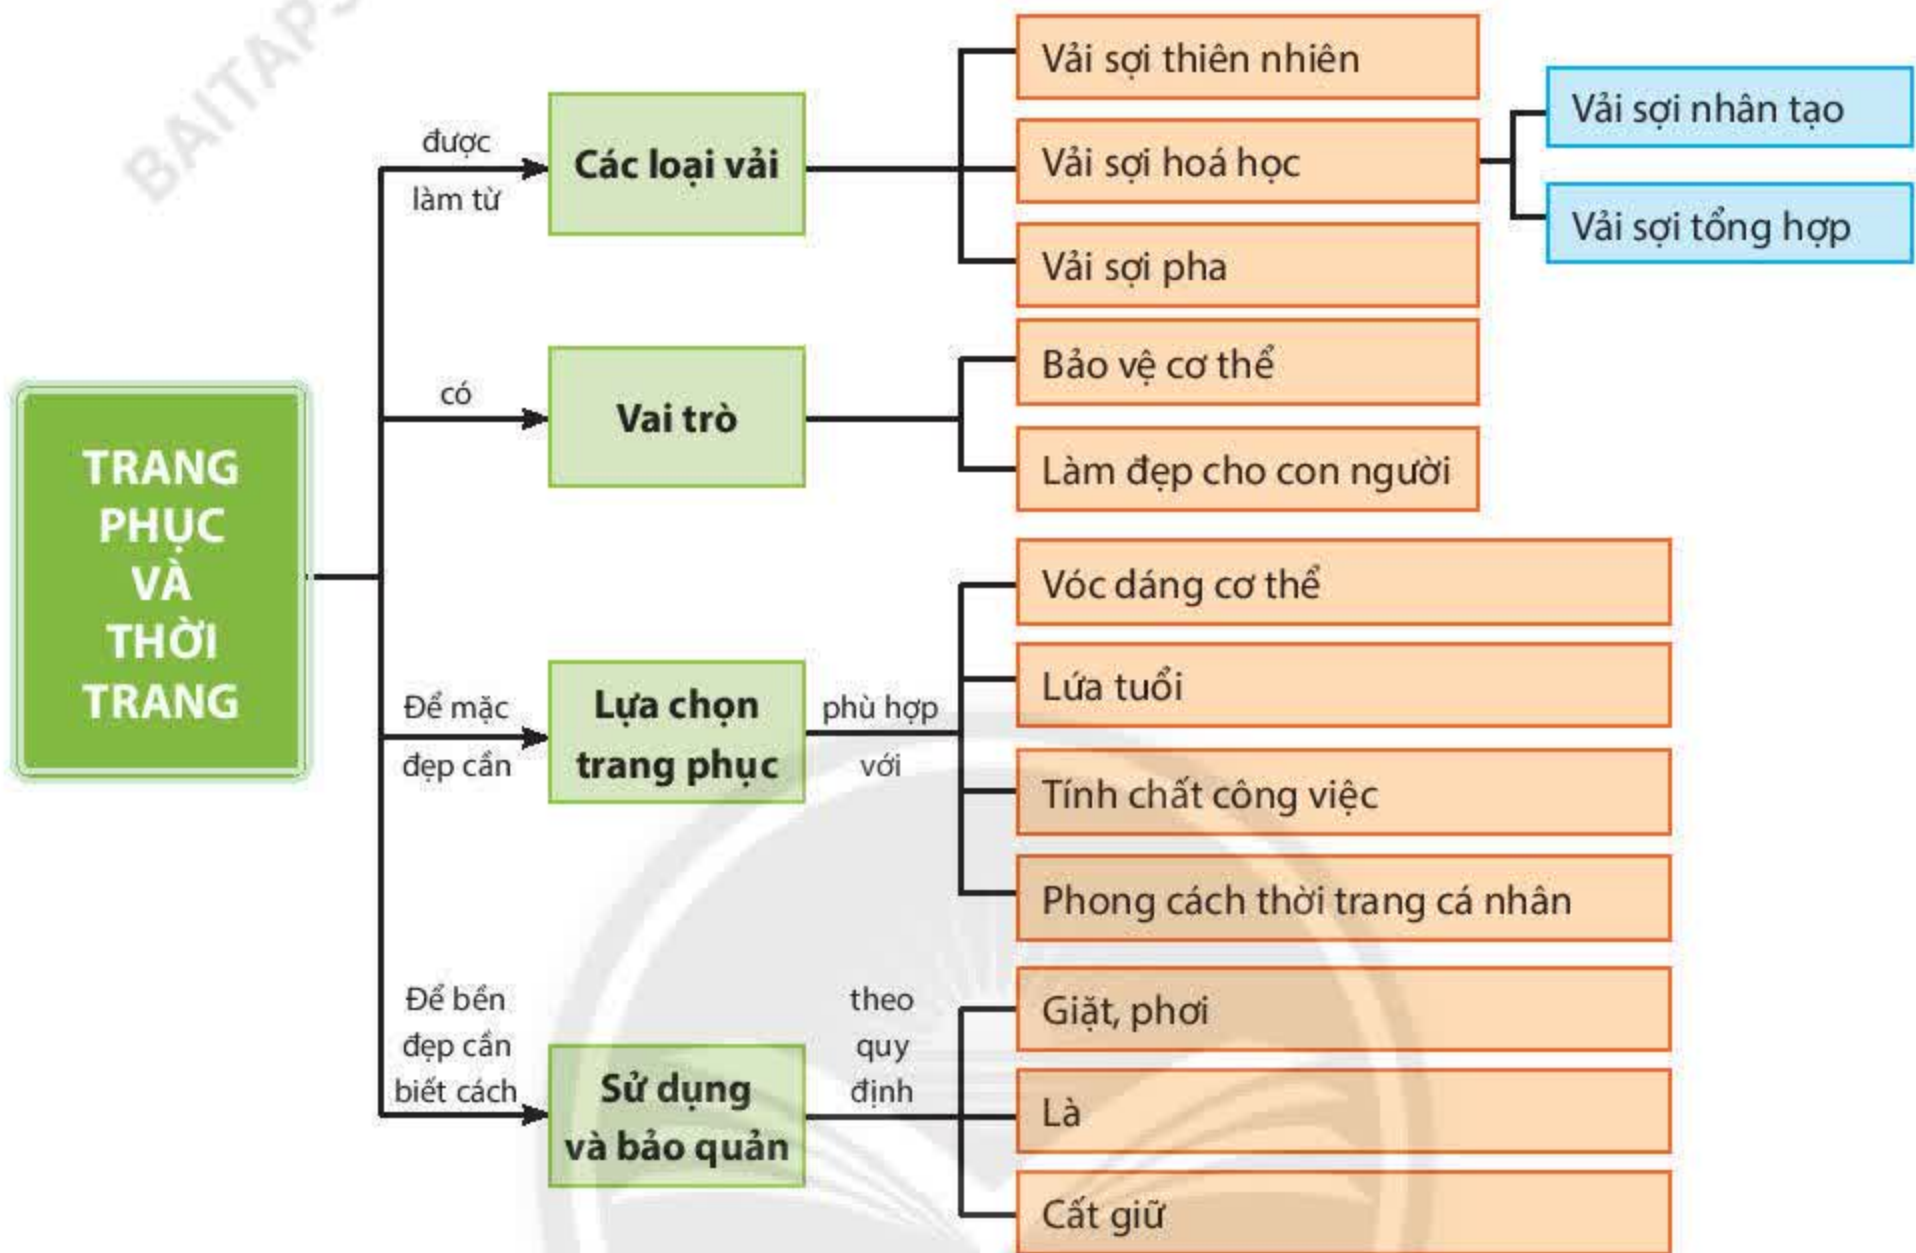 BAITAPS
TRANG
PHỤC
VÀ
THỜI
TRANG
được
làm từ
Các loại vải
Vải sợi thiên nhiên
Vải sợi hoá học
Vải sợi nhân tạo
Vải sợi tổng hợp
Vải sợi pha
có
Vai trò
Bảo vệ cơ thể
Làm đẹp cho con người
Để mặc
đẹp cần
Lựa chọn
trang phục
phù hợp
với
Vóc dáng cơ thể
Lứa tuổi
Tính chất công việc
Phong cách thời trang cá nhân
Để bền
đẹp cần
biết cách
Sử dụng
và bảo quản
theo
quy
định
Giặt, phơi
Là
Cất giữ